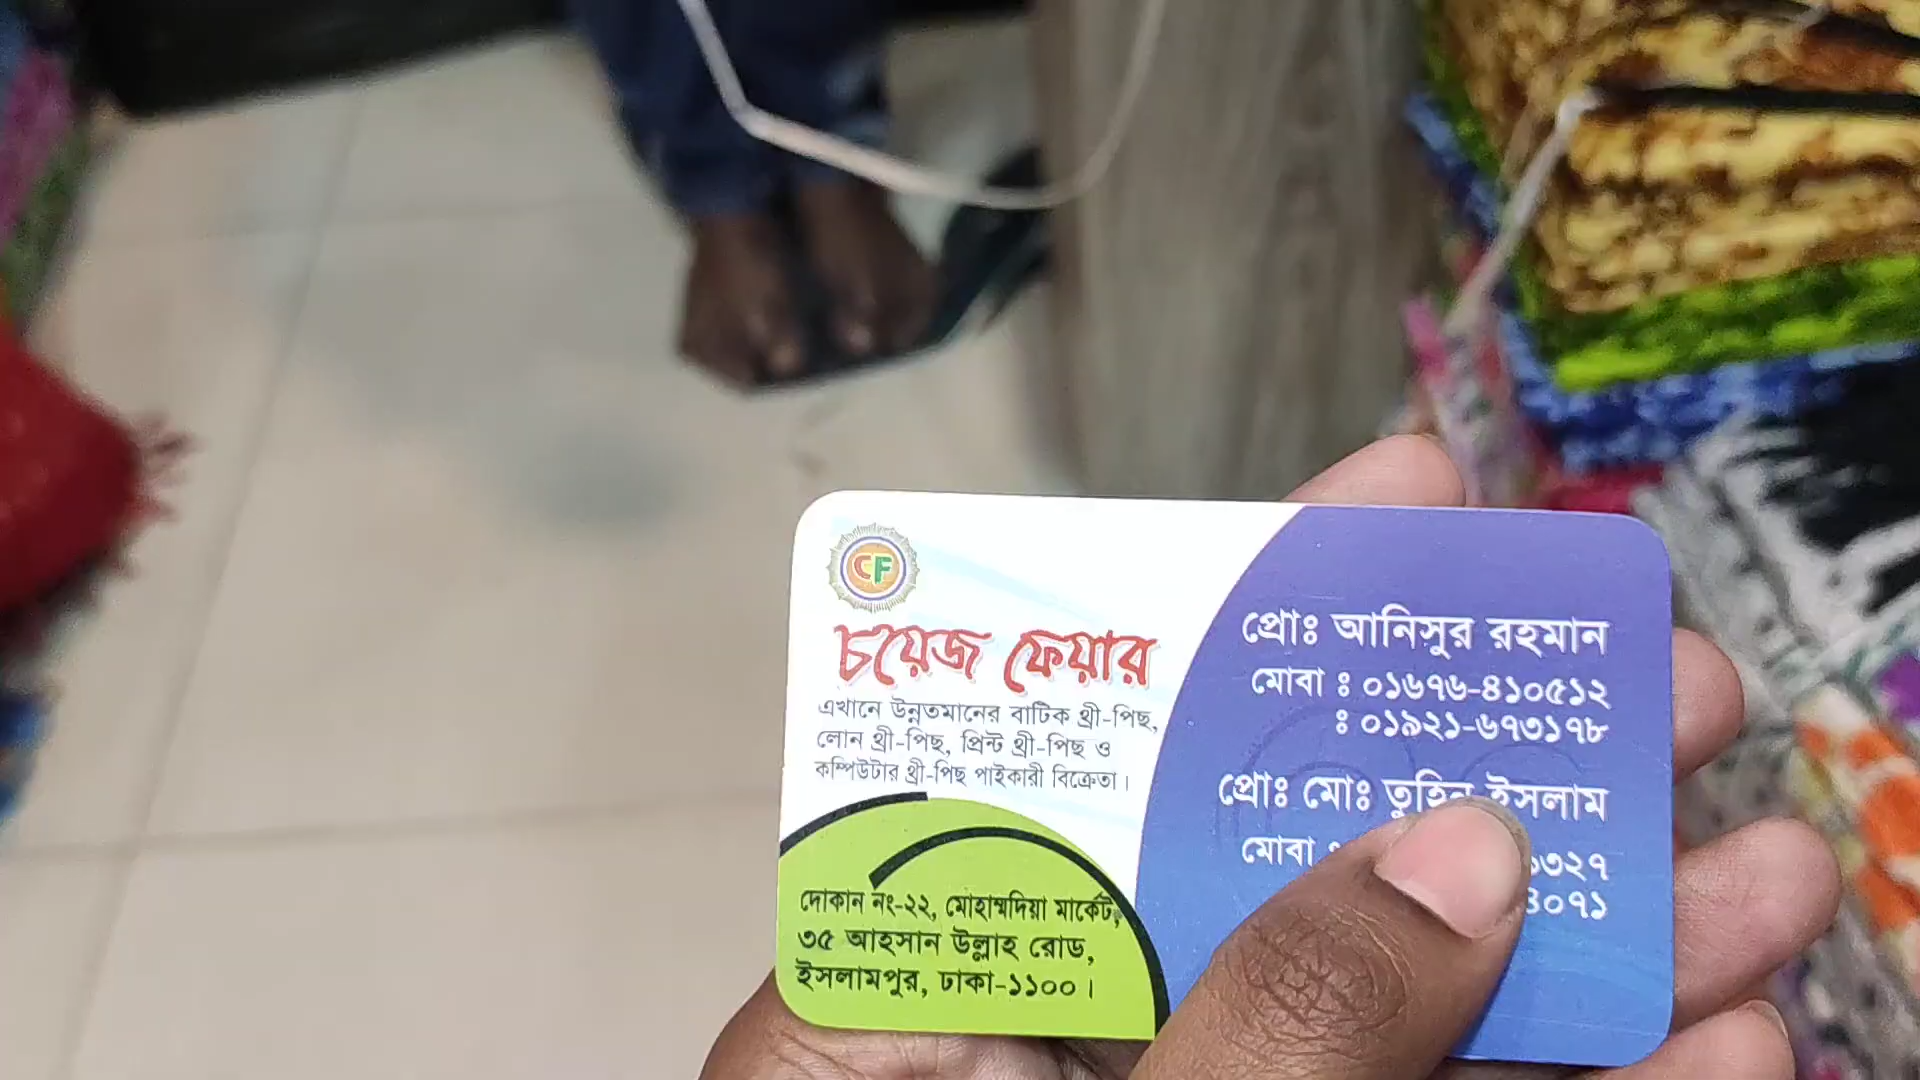 CF
চয়েজ ফেয়ার
এখানে উন্নতমানের বাটিক থ্রী-পিছ,
লোন থ্রী-পিছ, প্রিন্ট থ্রী-পিছ ও
কম্পিউটার থ্রী-পিছ পাইকারী বিক্রেতা।
দোকান নং-২২, মোহাম্মদিয়া মার্কেট,
৩৫ আহসান উল্লাহ রোড,
ইসলামপুর, ঢাকা-১১০০।
প্রোঃ আনিসুর রহমান
মোবা : ০১৬৭৬-৪১০৫১২
: ০১৯২১-৬৭৩১৭৮
প্রোঃ মোঃ তুহিন ইসলাম
মোবা